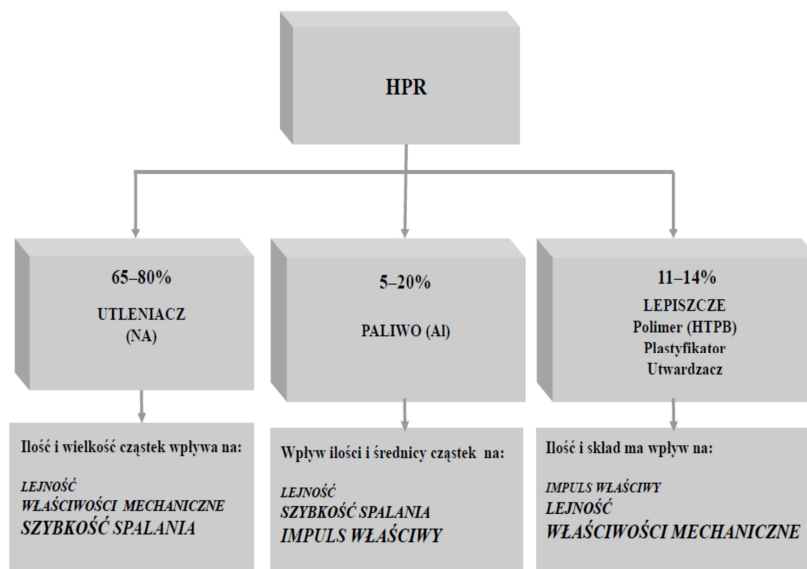 HPR
65–80%
UTLENIACZ
(NA)
5–20%
PALIWO (Al)
11–14%
LEPISZCZE
Polimer (HTPB)
Plastyfikator
Utwardzacz
Ilość i wielkość cząstek wpływa na:
LEJNOŚĆ
WŁAŚCIWOŚCI MECHANICZNE
SZYBKOŚĆ SPALANIA
Wpływ ilości i średnicy cząstek na:
LEJNOŚĆ
SZYBKOŚĆ SPALANIA
IMPULS WŁAŚCIWY
Ilość i skład ma wpływ na:
IMPULS WŁAŚCIWY
LEJNOŚĆ
WŁAŚCIWOŚCI MECHANICZNE